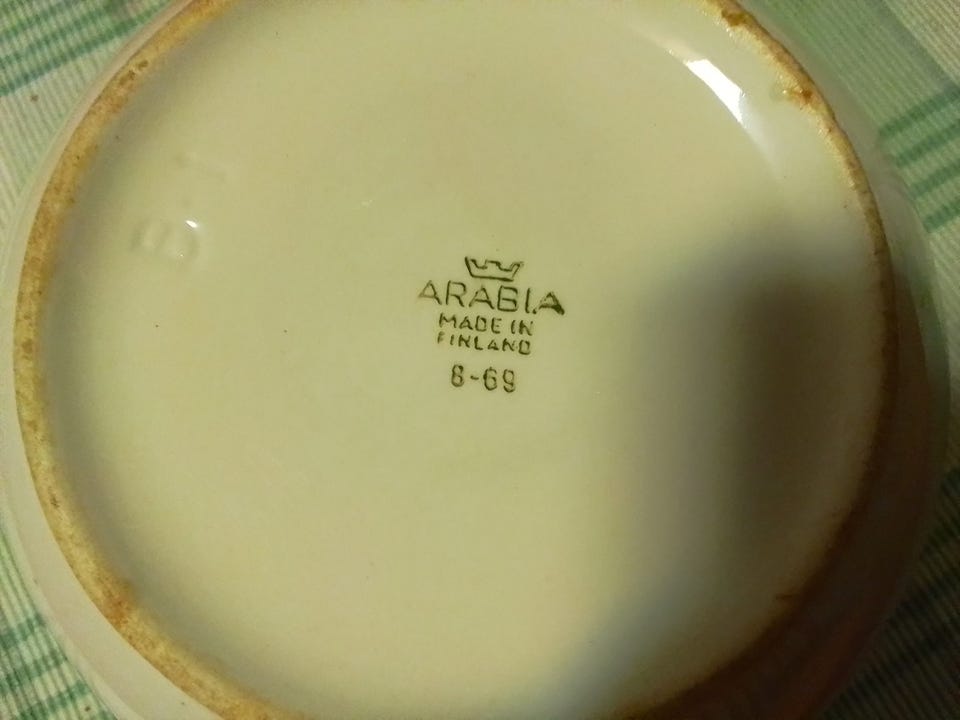 ARABIA
MADE IN
FINLAND
8-69